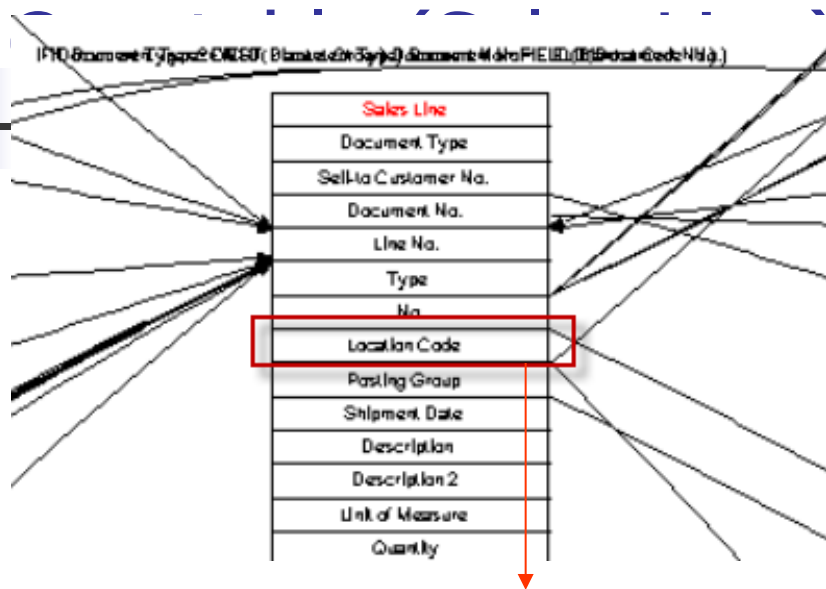 Sales Line
Document Type
Sell-to Customer No.
Document No.
Line No.
Type
No.
Location Code
Posting Group
Shipment Date
Description
Description 2
Unit of Measure
Quantity